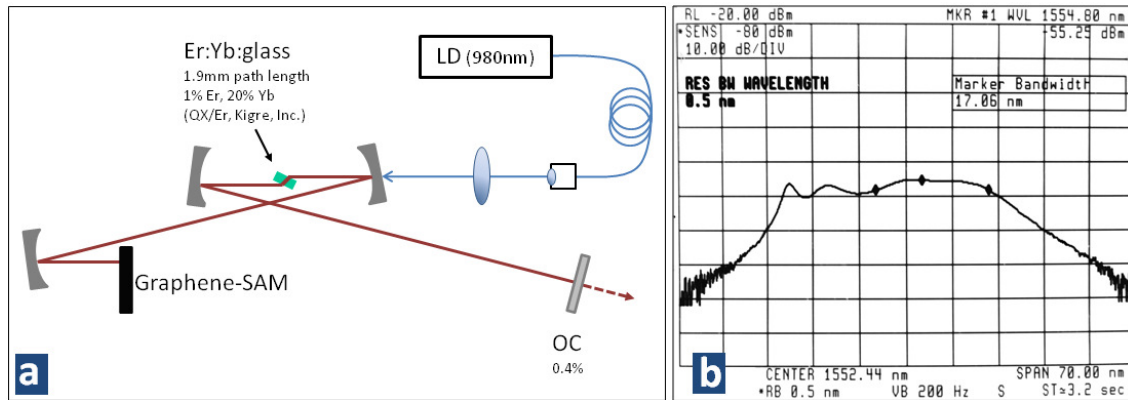 Er:Yb:glass
1.9mm path length
1% Er, 20% Yb
(QX/Er, Kigre, Inc.)
LD (980nm)
Graphene-SAM
OC
0.4%
a
RL -20.00 dBm
MKR #1 WVL 1554.80 nm
*SENS -80 dBm
-55.25 dBm
10.00 dB/DIV
RES BW WAVELENGTH
0.5 nm
Marker Bandwidth
17.06 nm
b
CENTER 1552.44 nm
SPAN 70.00 nm
*RB 0.5 nm
VB 200 Hz
S
ST≃3.2 sec